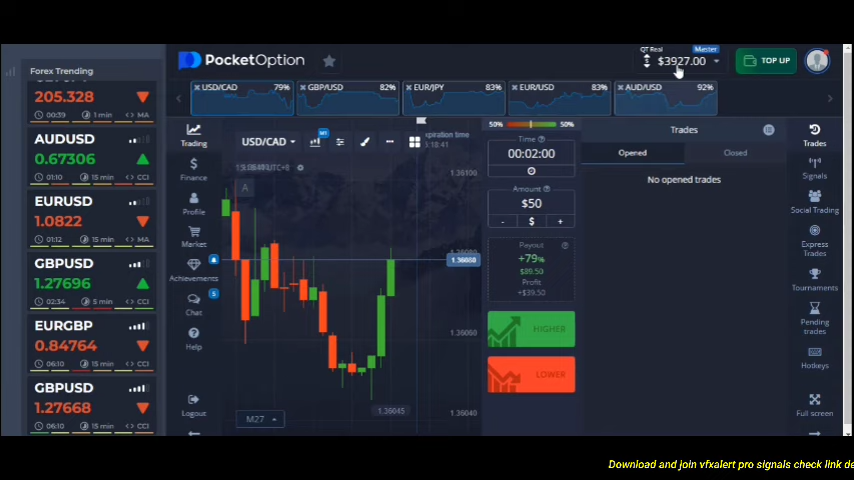 Forex Trending
205.328
00:39 1 min MA
AUDUSD
0.67306
01:10 15 min CCI
EURUSD
1.0822
01:12 15 min MA
GBPUSD
1.27696
02:34 5 min CCI
EURGBP
0.84764
06:10 15 min CCI
GBPUSD
1.27668
06:10 15 min CCI
PocketOption
QT Real
Master
$3927.00
TOP UP
USD/CAD 79%
GBP/USD 82%
EUR/JPY 83%
EUR/USD 83%
AUD/USD 92%
Trading
Finance
Profile
Market
Achievements
Chat
5
Help
Logout
USD/CAD
M1
expiration time
A
1.36100
1.36060
1.36040
1.36045
M27
50% 50%
Time
00:02:00
Amount
$50
- $ +
Payout
+79%
$89.50
Profit
+$39.50
HIGHER
LOWER
Trades
Opened
Closed
No opened trades
Trades
Signals
Social Trading
Express
Trades
Tournaments
Pending
trades
Hotkeys
Full screen
Download and join vfxalert pro signals check link de